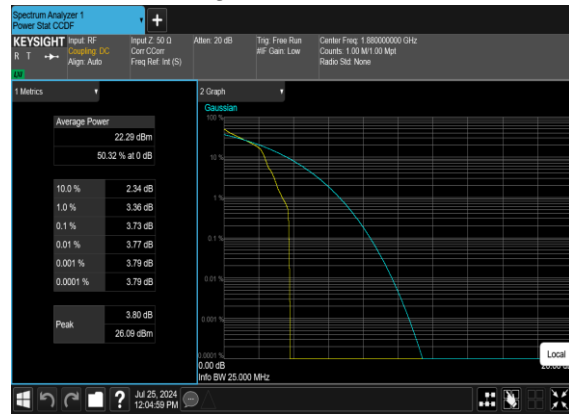 Spectrum Analyzer 1
Power Stat CCDF
+
KEYSIGHT
R T
LM
Input: RF
Coupling: DC
Align: Auto
Input Z: 50 Ω
Corr CCorr
Freq Ref: Int (S)
Atten: 20 dB
Trig: Free Run
#IF Gain: Low
Center Freq: 1.880000000 GHz
Counts: 1.00 M/1.00 Mpt
Radio Std: None
1 Metrics
Average Power
22.29 dBm
50.32 % at 0 dB
10.0 % 2.34 dB
1.0 % 3.36 dB
0.1 % 3.73 dB
0.01 % 3.77 dB
0.001 % 3.79 dB
0.0001 % 3.79 dB
Peak
3.80 dB
26.09 dBm
2 Graph
Gaussian
100 %
10 %
1 %
0.1 %
0.01 %
0.001 %
0.0001 %
0.00 dB
Info BW 25.000 MHz
Local
? Jul 25, 2024
12:04:59 PM